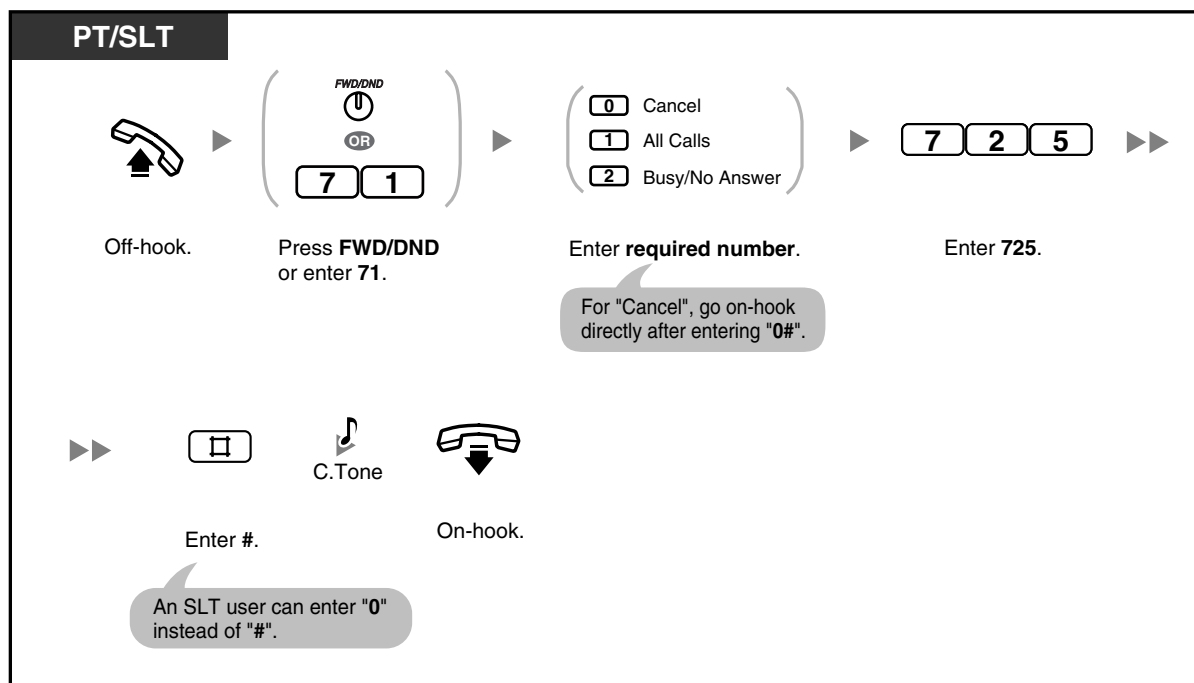 PT/SLT
FWD/DND
OR
7 1
0 Cancel
1 All Calls
2 Busy/No Answer
7 2 5
Off-hook.
Press FWD/DND
or enter 71.
Enter required number.
For "Cancel", go on-hook
directly after entering "0#".
Enter 725.
#
C.Tone
Enter #.
An SLT user can enter "0"
instead of "#".
On-hook.